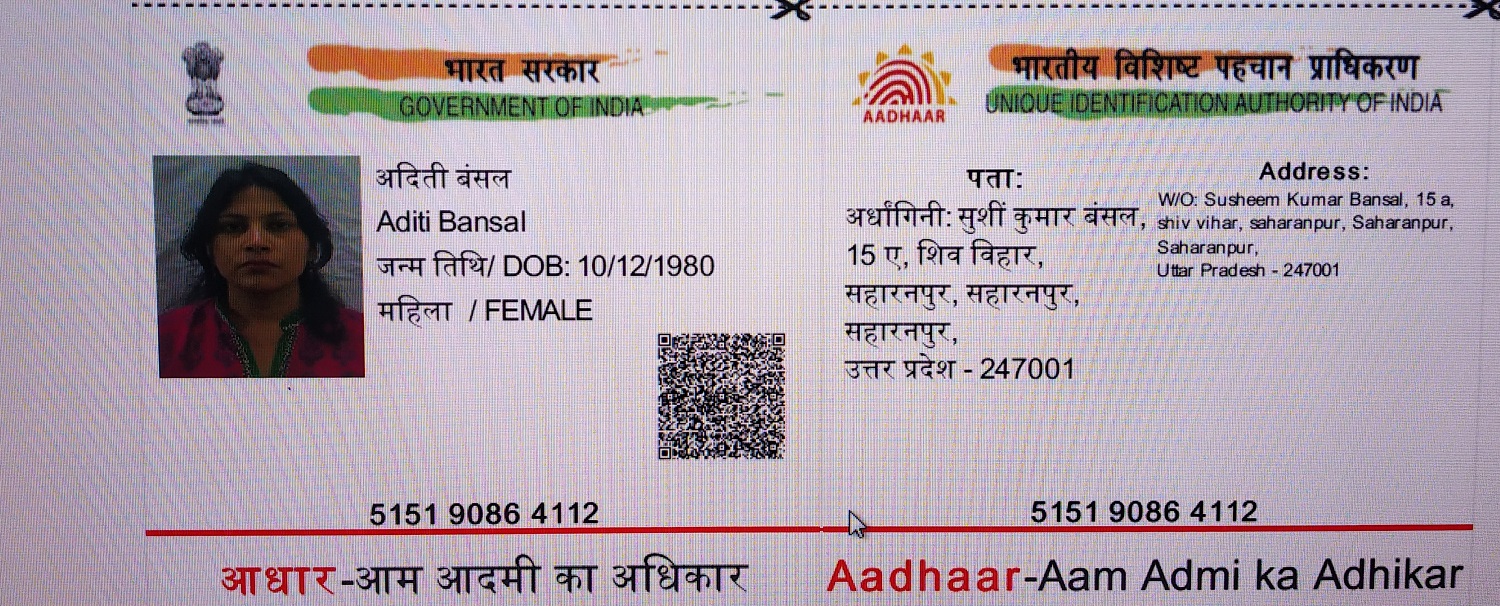 भारत सरकार
GOVERNMENT OF INDIA
अदिती बंसल
Aditi Bansal
जन्म तिथि/ DOB: 10/12/1980
महिला / FEMALE
5151 9086 4112
आधार-आम आदमी का अधिकार
AADHAAR
भारतीय विशिष्ट पहचान प्राधिकरण
UNIQUE IDENTIFICATION AUTHORITY OF INDIA
पता:
अर्धांगिनी: सुशीं कुमार बंसल,
15 ए, शिव विहार,
सहारनपुर, सहारनपुर,
सहारनपुर,
उत्तर प्रदेश - 247001
Address:
W/O: Susheem Kumar Bansal, 15 a,
shiv vihar, saharanpur, Saharanpur,
Saharanpur,
Uttar Pradesh - 247001
5151 9086 4112
Aadhaar-Aam Admi ka Adhikar